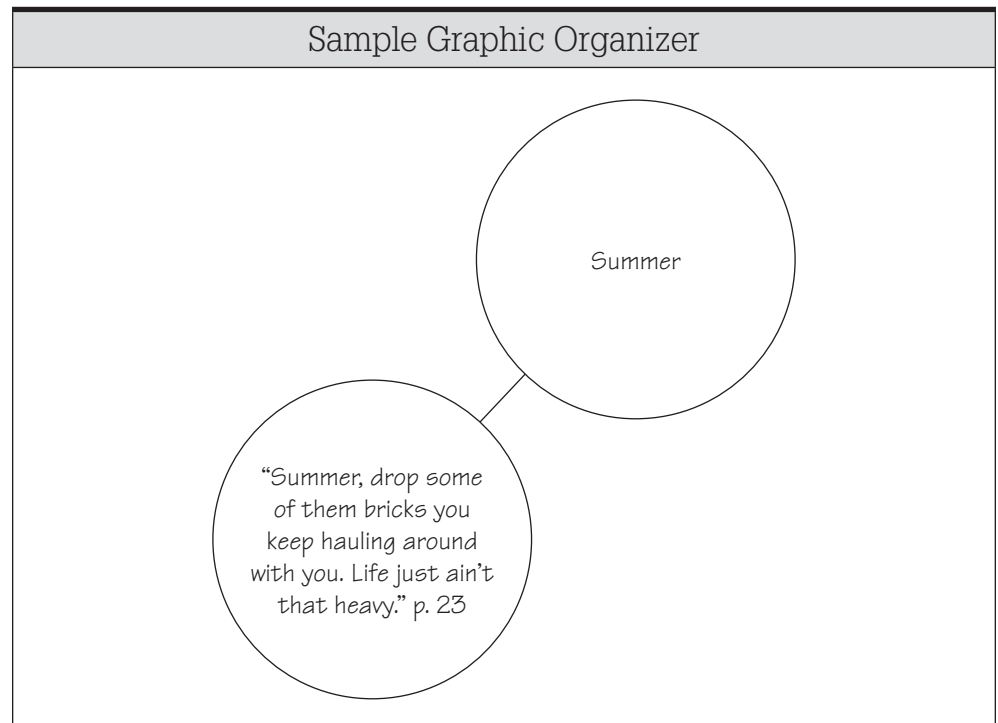 Sample Graphic Organizer
Summer
“Summer, drop some
of them bricks you
keep hauling around
with you. Life just ain’t
that heavy.” p. 23